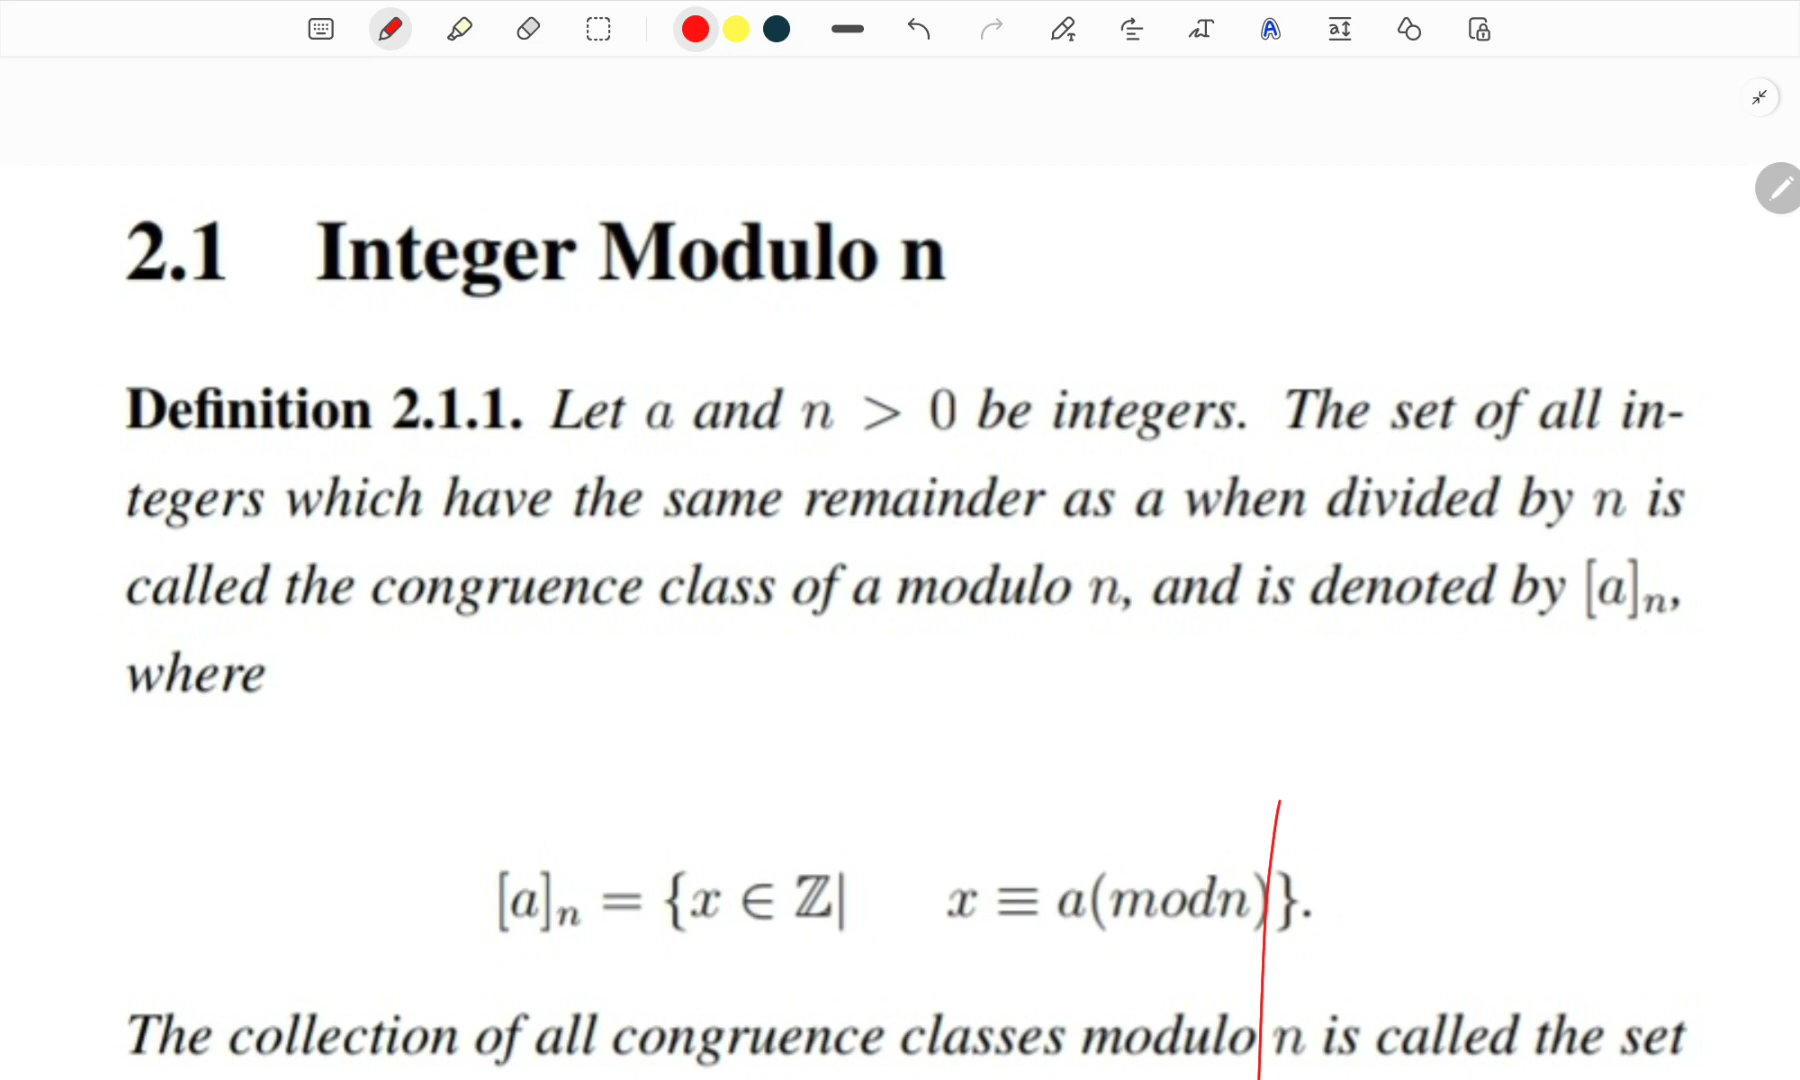 2.1 Integer Modulo n
Definition 2.1.1. Let a and n > 0 be integers. The set of all in-
tegers which have the same remainder as a when divided by n is
called the congruence class of a modulo n, and is denoted by [a]ₙ,
where
[a]ₙ = {x ∈ ℤ| x ≡ a(modn)}.
The collection of all congruence classes modulo n is called the set